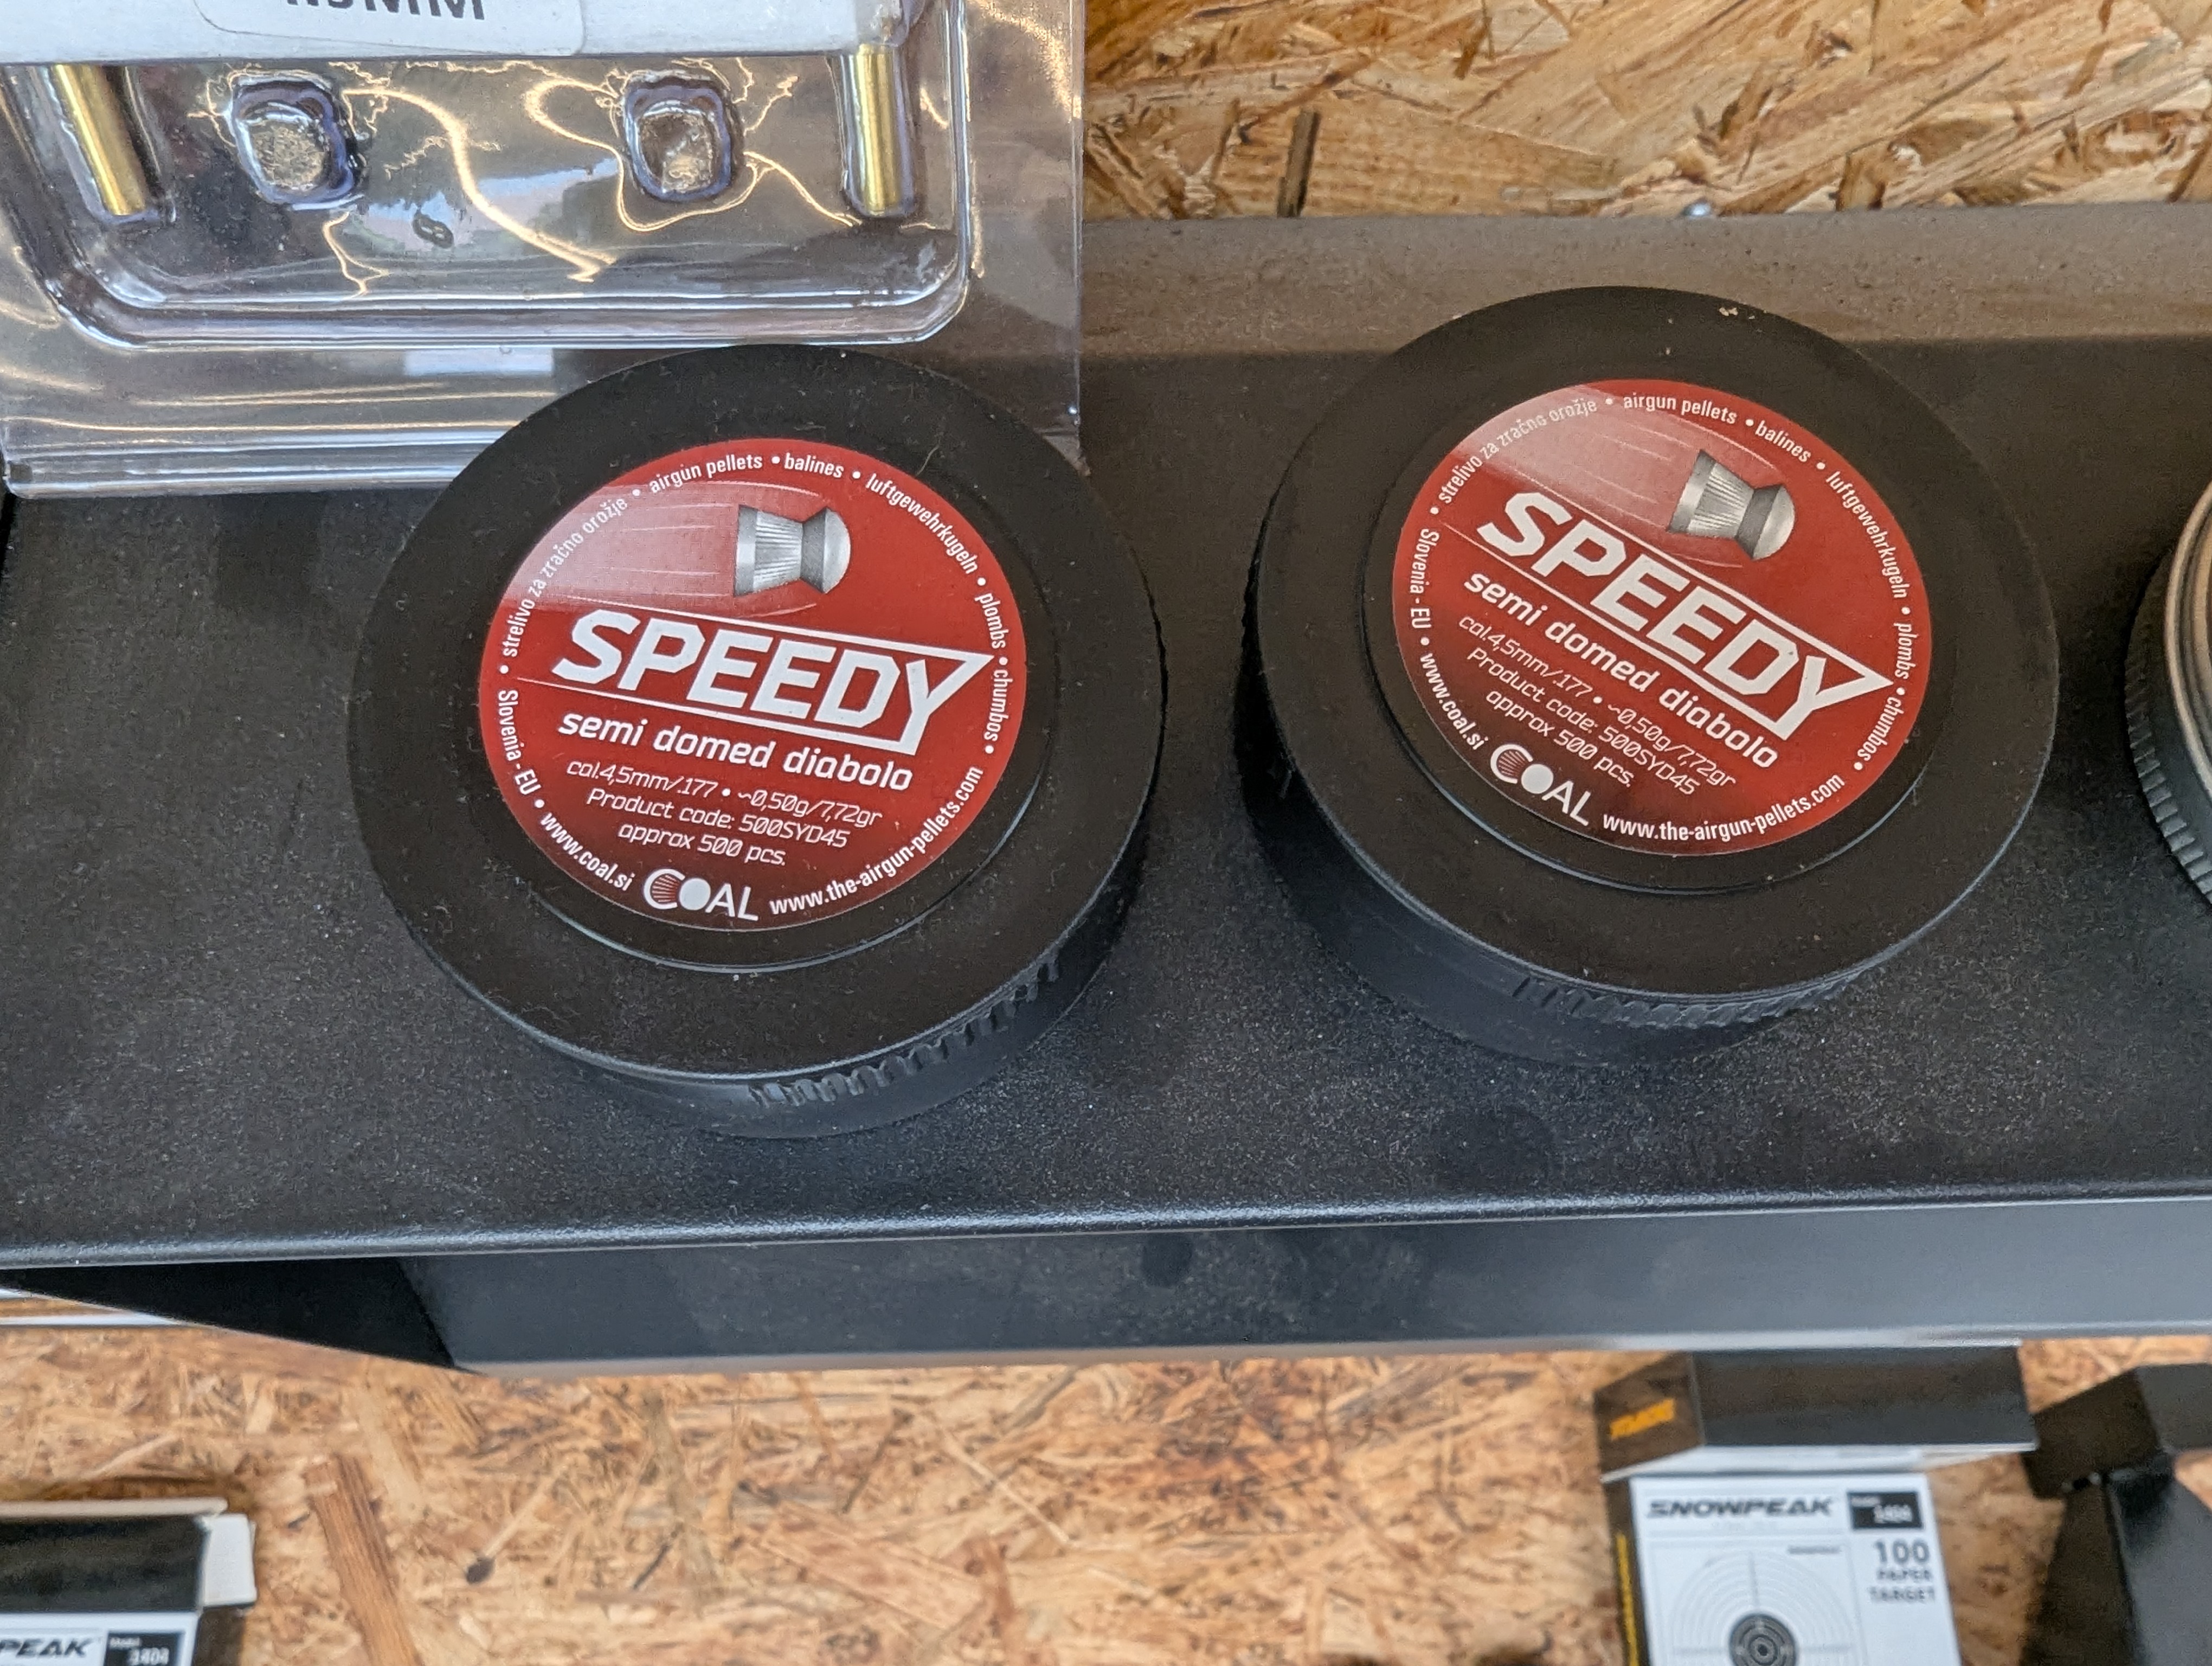 SPEEDY
semi domed diabolo
cal.4,5mm/.177 • ~0,50g/7,72gr
Product code: 500SYD45
approx 500 pcs.
COAL
• strelivo za zračno orožje • airgun pellets • balines • luftgewehrkugeln • plombs • chumbos •
Slovenia - EU • www.coal.si
www.the-airgun-pellets.com
SPEEDY
semi domed diabolo
cal.4,5mm/.177 • ~0,50g/7,72gr
Product code: 500SYD45
approx 500 pcs.
COAL
• strelivo za zračno orožje • airgun pellets • balines • luftgewehrkugeln • plombs • chumbos •
Slovenia - EU • www.coal.si
www.the-airgun-pellets.com
SNOWPEAK
100
PAPER
TARGET
PEAK